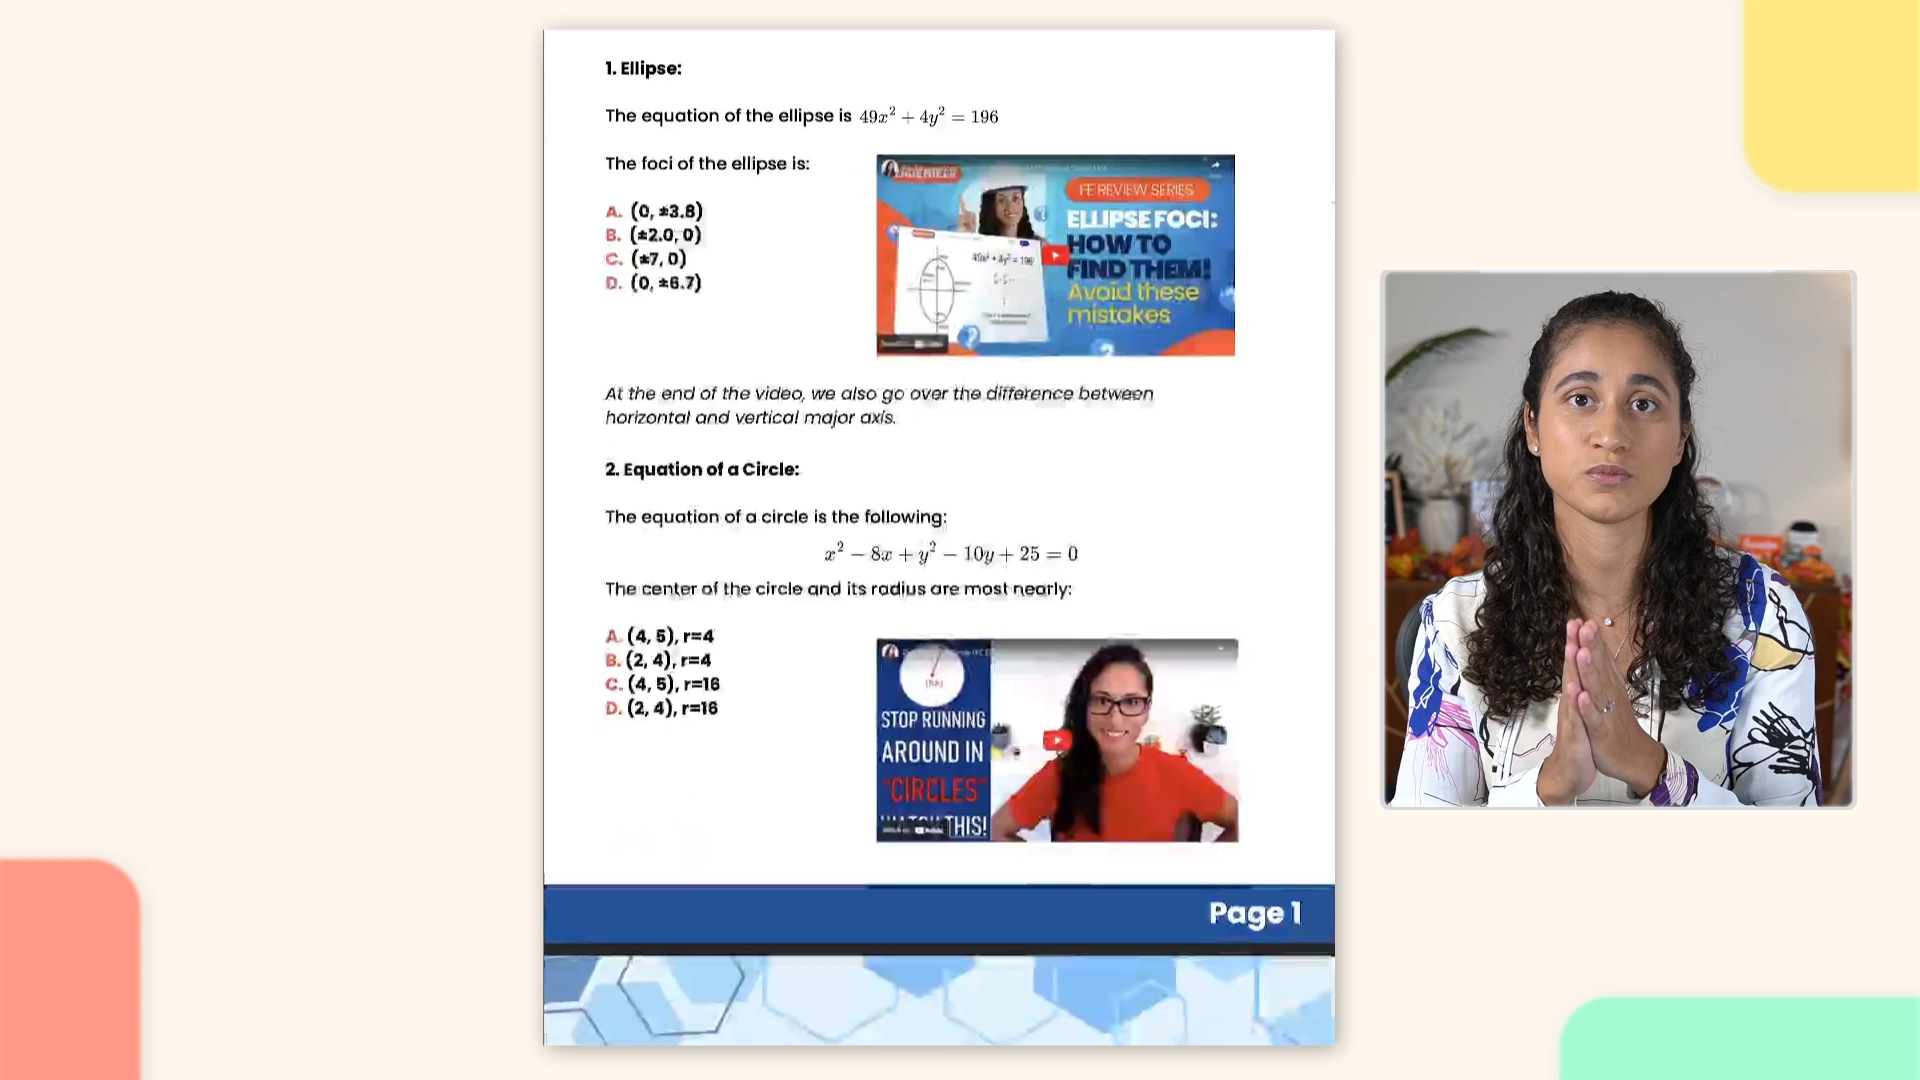 1. Ellipse:
The equation of the ellipse is 49x² + 4y² = 196
The foci of the ellipse is:
A. (0, ±3.8)
B. (±2.0, 0)
C. (±7, 0)
D. (0, ±6.7)
FE REVIEW SERIES
ELLIPSE FOCI:
HOW TO
FIND THEM!
Avoid these
mistakes
49x² + 4y² = 196
At the end of the video, we also go over the difference between
horizontal and vertical major axis.
2. Equation of a Circle:
The equation of a circle is the following:
x² − 8x + y² − 10y + 25 = 0
The center of the circle and its radius are most nearly:
A. (4, 5), r=4
B. (2, 4), r=4
C. (4, 5), r=16
D. (2, 4), r=16
STOP RUNNING
AROUND IN
"CIRCLES"
THIS!
Page 1